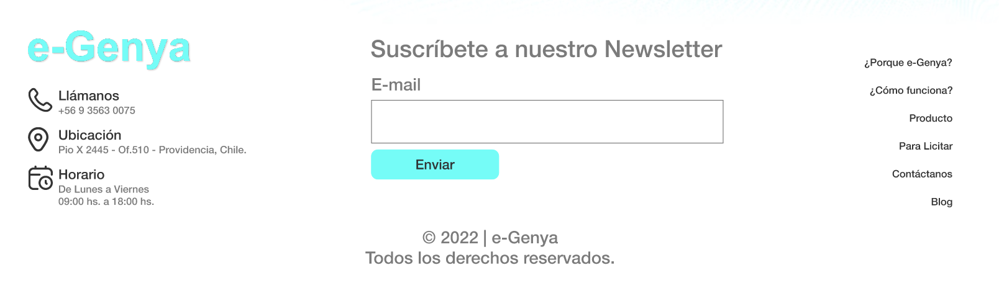 e-Genya
Llámanos
+56 9 3563 0075
Ubicación
Pio X 2445 - Of.510 - Providencia, Chile.
Horario
De Lunes a Viernes
09:00 hs. a 18:00 hs.
Suscríbete a nuestro Newsletter
E-mail
Enviar
¿Porque e-Genya?
¿Cómo funciona?
Producto
Para Licitar
Contáctanos
Blog
© 2022 | e-Genya
Todos los derechos reservados.